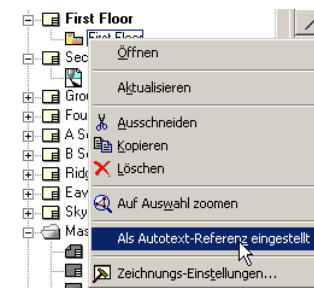 First Floor
First Floor
Sec
Gro
Fou
A S
B S
Rid
Eav
Sky
Mas
Öffnen
Aktualisieren
Ausschneiden
Kopieren
Löschen
Auf Auswahl zoomen
Als Autotext-Referenz eingestellt
Zeichnungs-Einstellungen...